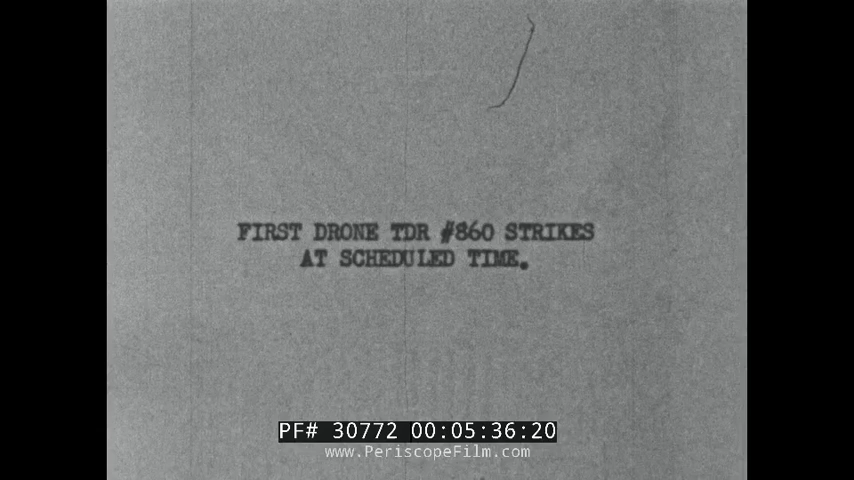 FIRST DRONE TDR #860 STRIKES
AT SCHEDULED TIME.
PF# 30772 00:05:36:20
www.PeriscopeFilm.com